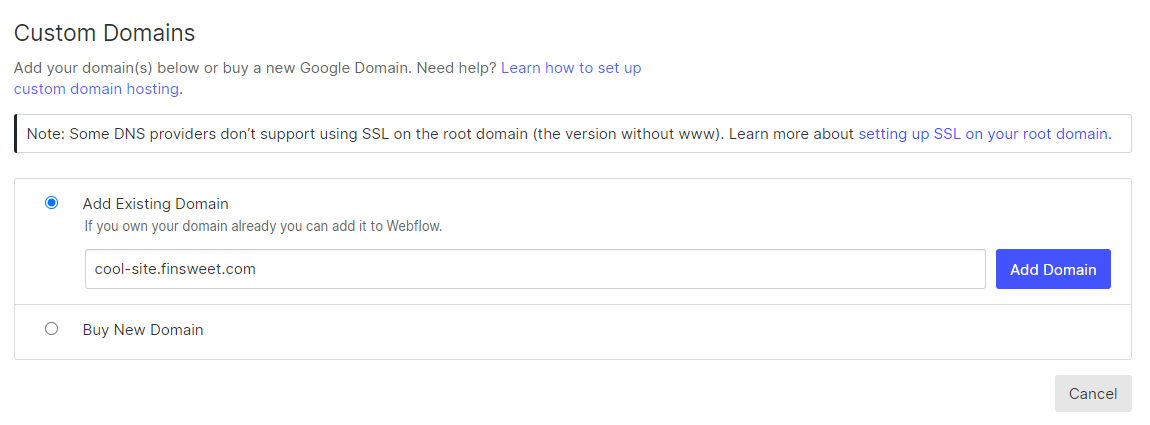 Custom Domains
Add your domain(s) below or buy a new Google Domain. Need help? Learn how to set up
custom domain hosting.
Note: Some DNS providers don’t support using SSL on the root domain (the version without www). Learn more about setting up SSL on your root domain.
Add Existing Domain
If you own your domain already you can add it to Webflow.
cool-site.finsweet.com
Add Domain
Buy New Domain
Cancel